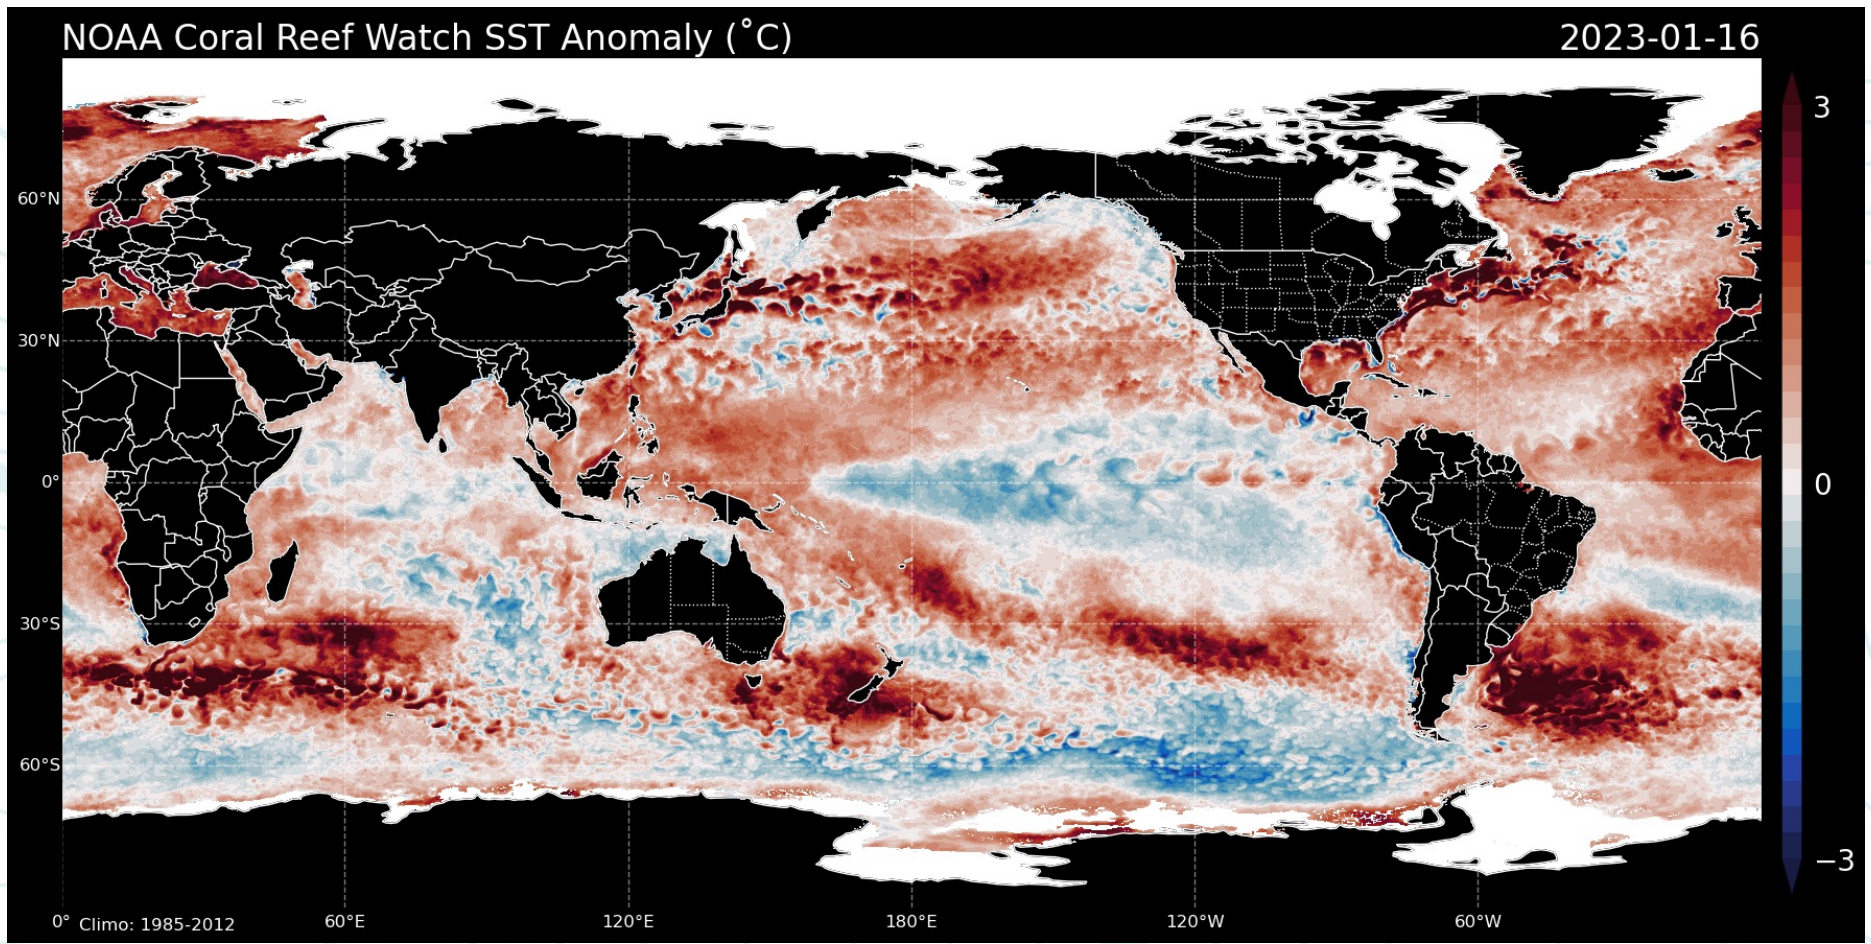 NOAA Coral Reef Watch SST Anomaly (˚C)
2023-01-16
3
60°N
30°N
0°
0
30°S
60°S
−3
0°
Climo: 1985-2012
60°E
120°E
180°E
120°W
60°W